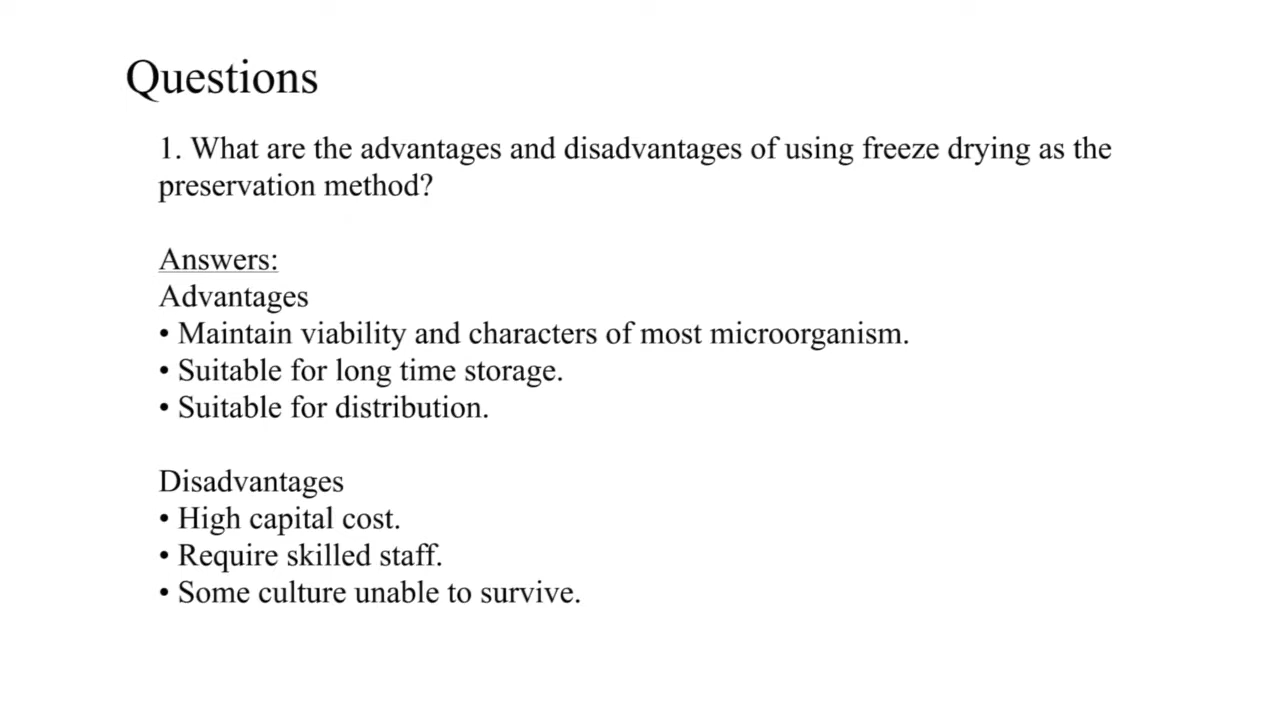 Questions
1. What are the advantages and disadvantages of using freeze drying as the
preservation method?
Answers:
Advantages
• Maintain viability and characters of most microorganism.
• Suitable for long time storage.
• Suitable for distribution.
Disadvantages
• High capital cost.
• Require skilled staff.
• Some culture unable to survive.